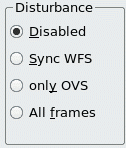 Disturbance
Disabled
Sync WFS
only OVS
All frames